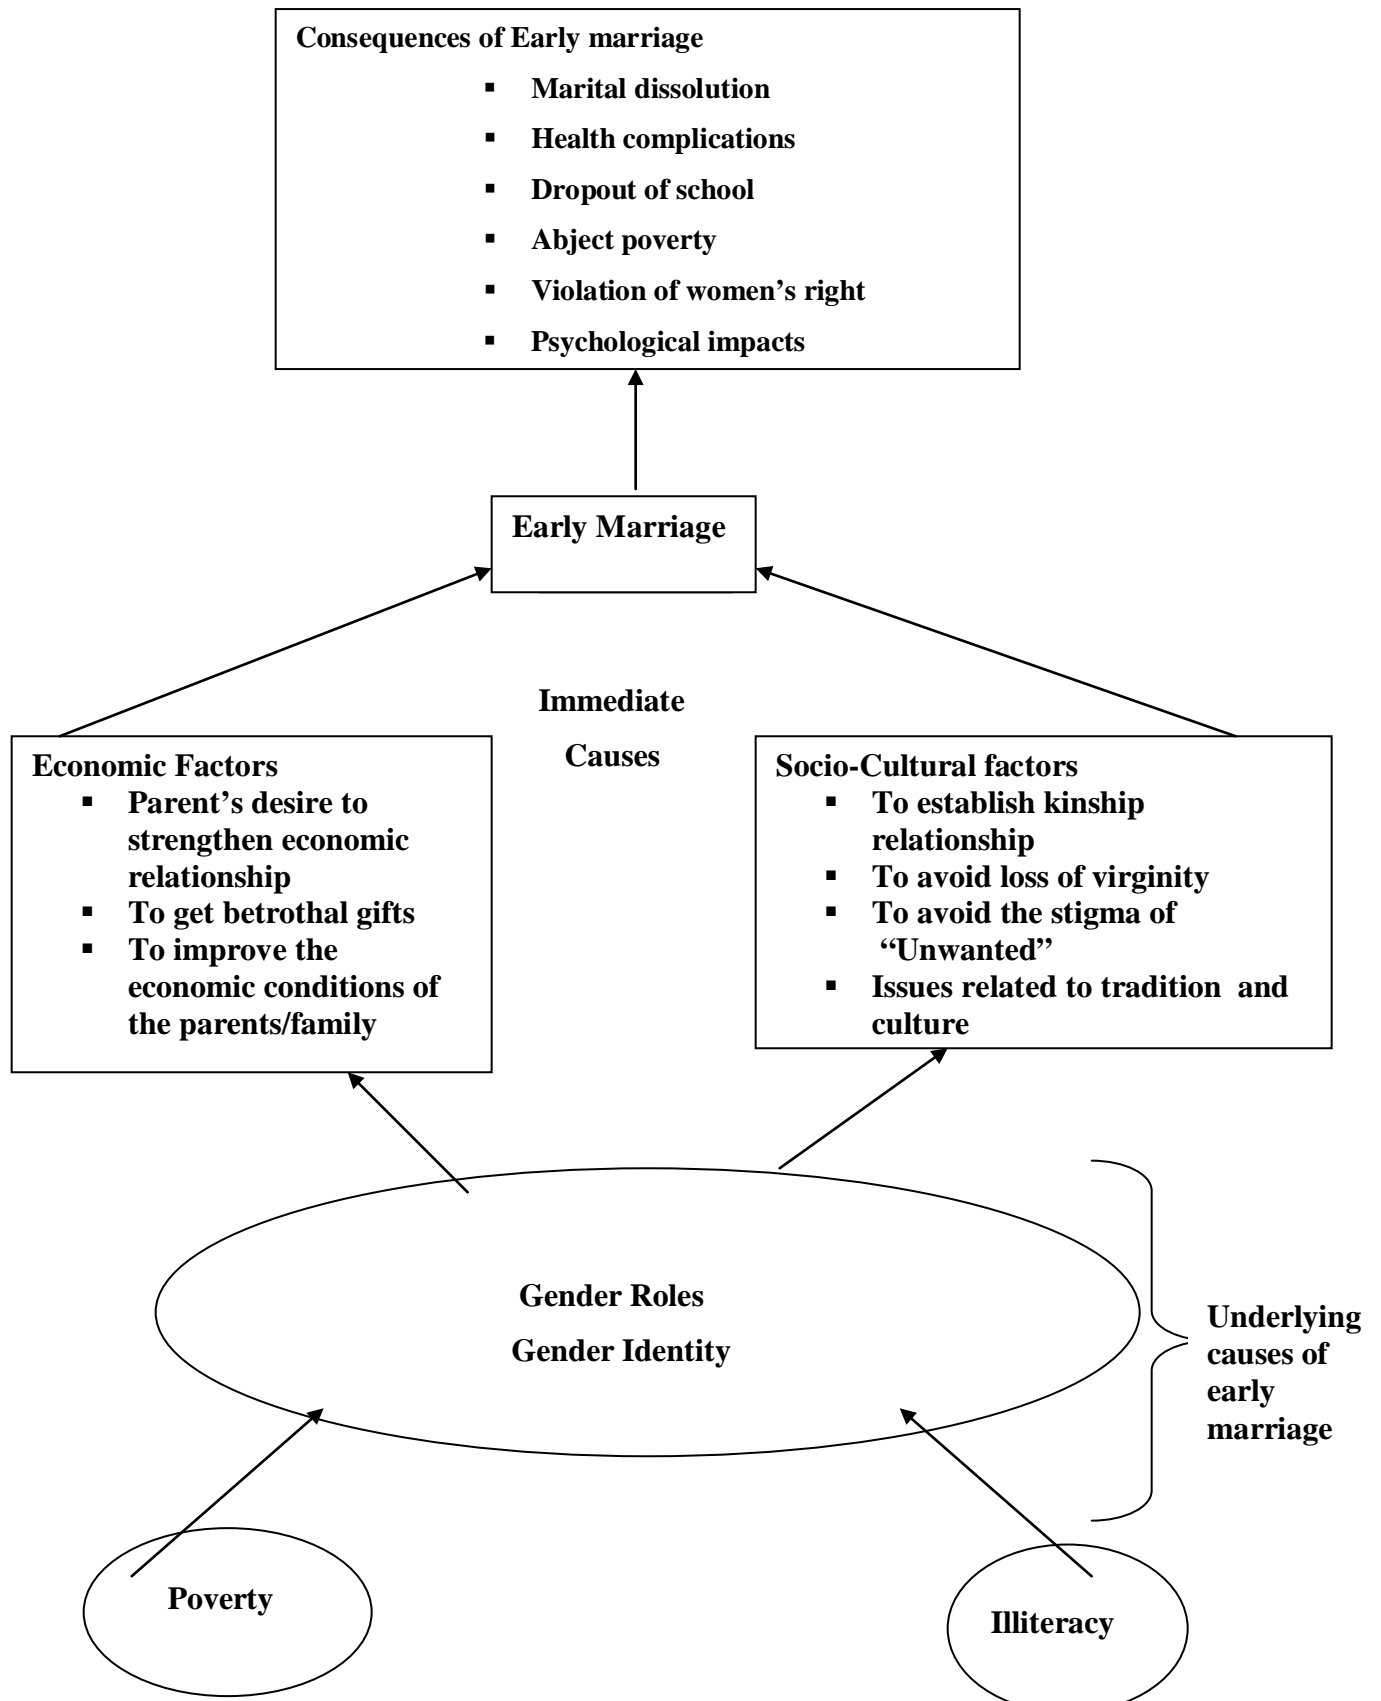 Consequences of Early marriage
▪ Marital dissolution
▪ Health complications
▪ Dropout of school
▪ Abject poverty
▪ Violation of women’s right
▪ Psychological impacts
Early Marriage
Immediate
Causes
Economic Factors
▪ Parent’s desire to
strengthen economic
relationship
▪ To get betrothal gifts
▪ To improve the
economic conditions of
the parents/family
Socio-Cultural factors
▪ To establish kinship
relationship
▪ To avoid loss of virginity
▪ To avoid the stigma of
“Unwanted”
▪ Issues related to tradition and
culture
Gender Roles
Gender Identity
Underlying
causes of
early
marriage
Poverty
Illiteracy